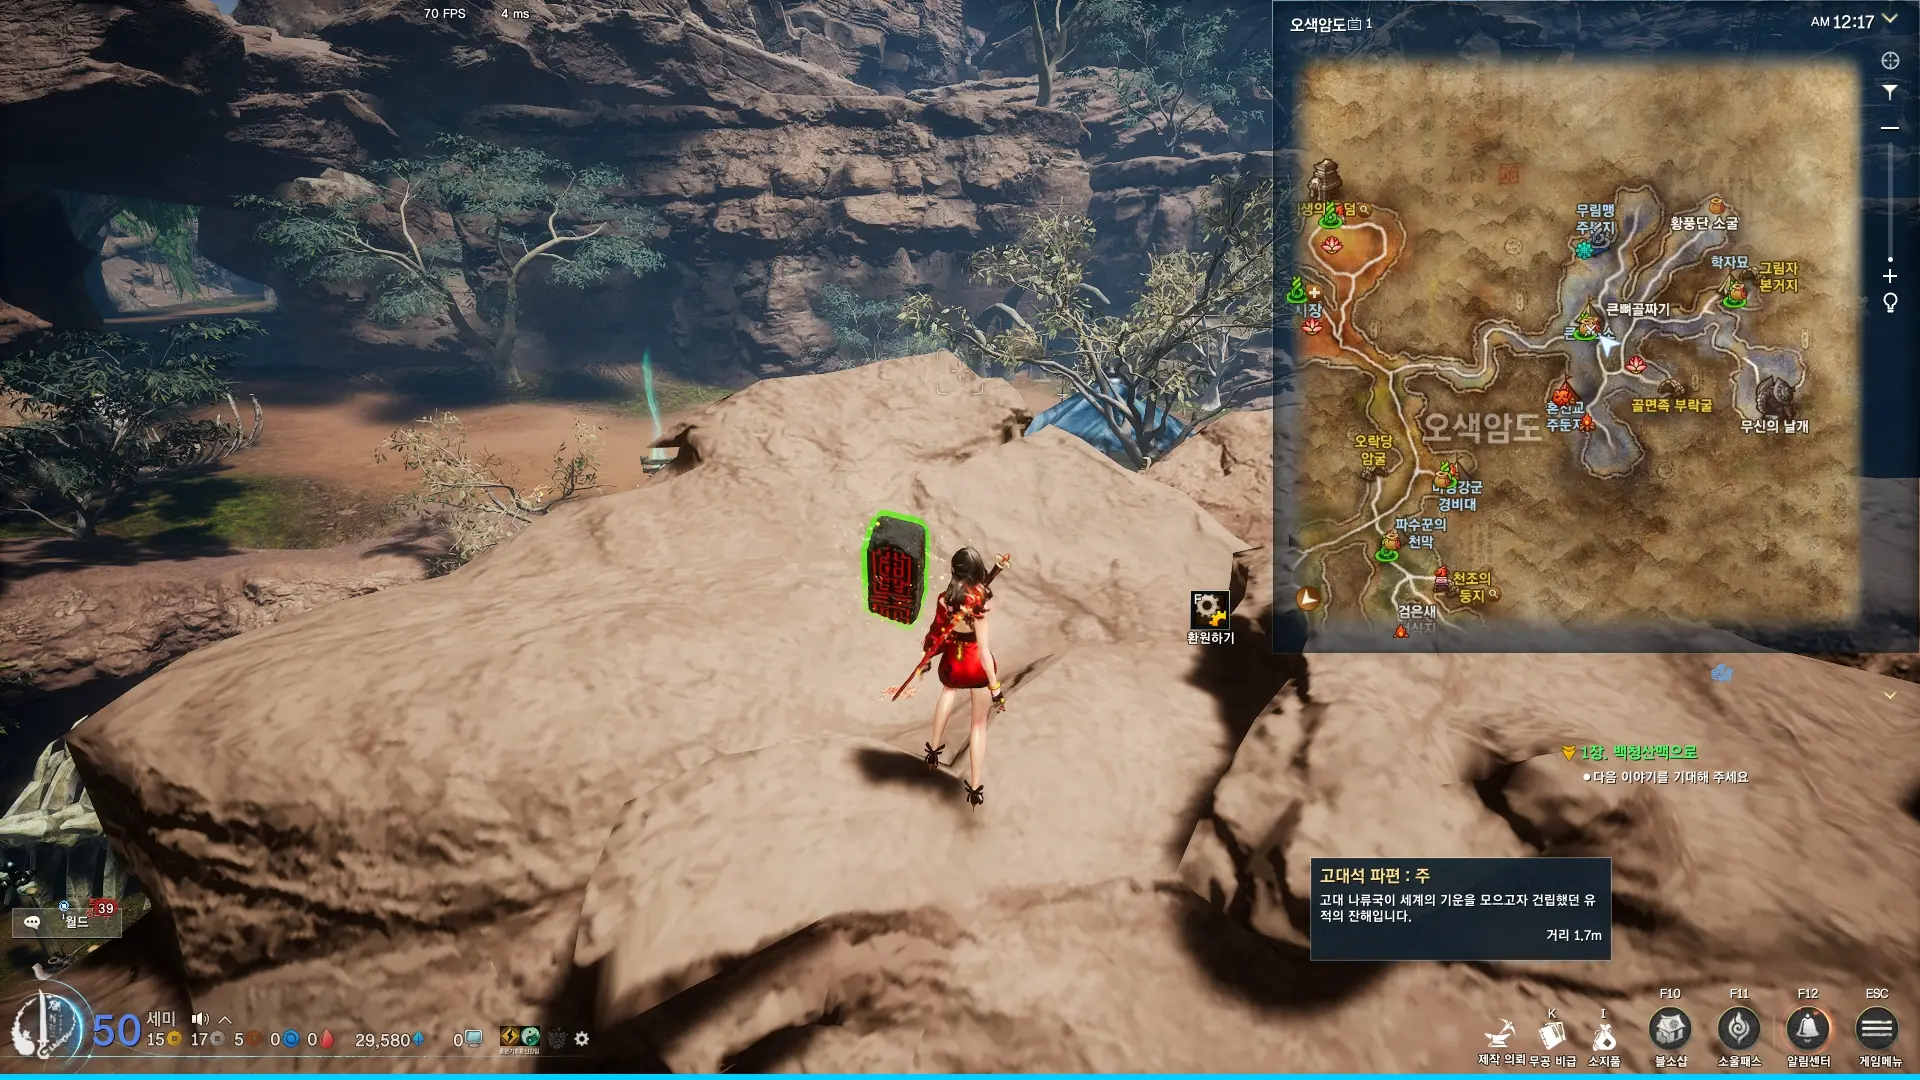 70 FPS 4 ms
오색암도 1
AM 12:17
무림맹
황풍단 소굴
학자묘
그림자
본거지
시장
큰뼈골짜기
혼천교
주둔지
골면족 부락굴
무신의 날개
오색암도
오락당
암굴
경비대
파수꾼의
천막
천조의
둥지
검은새
F
환원하기
1장. 백청산맥으로
다음 이야기를 기대해 주세요
고대석 파편 : 주
고대 나류국이 세계의 기운을 모으고자 건립했던 유
적의 잔해입니다.
거리 1.7m
39
월드
50 세미
15 17 5 0 0 29,580 0
K I F10 F11 F12 ESC
제작 의뢰 무공 비급 소지품 블소샵 소울패스 알림센터 게임메뉴